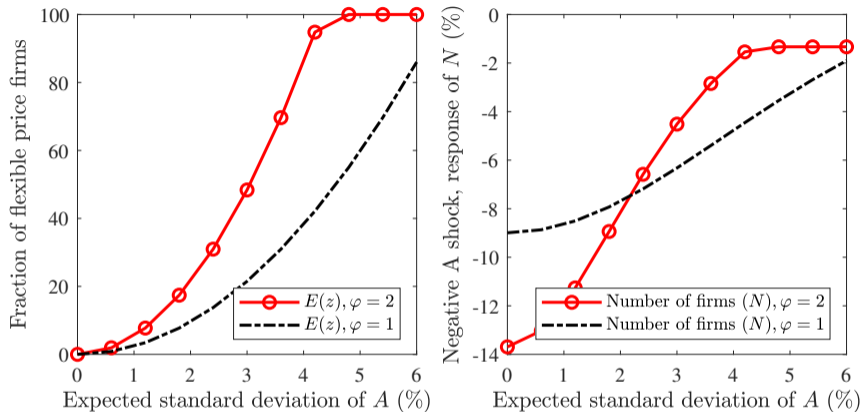 Fraction of flexible price firms
100
80
60
40
20
0
0 1 2 3 4 5 6
E(z), φ = 2
E(z), φ = 1
Expected standard deviation of A (%)
Negative A shock, response of N (%)
0
-2
-4
-6
-8
-10
-12
-14
0 1 2 3 4 5 6
Number of firms (N), φ = 2
Number of firms (N), φ = 1
Expected standard deviation of A (%)